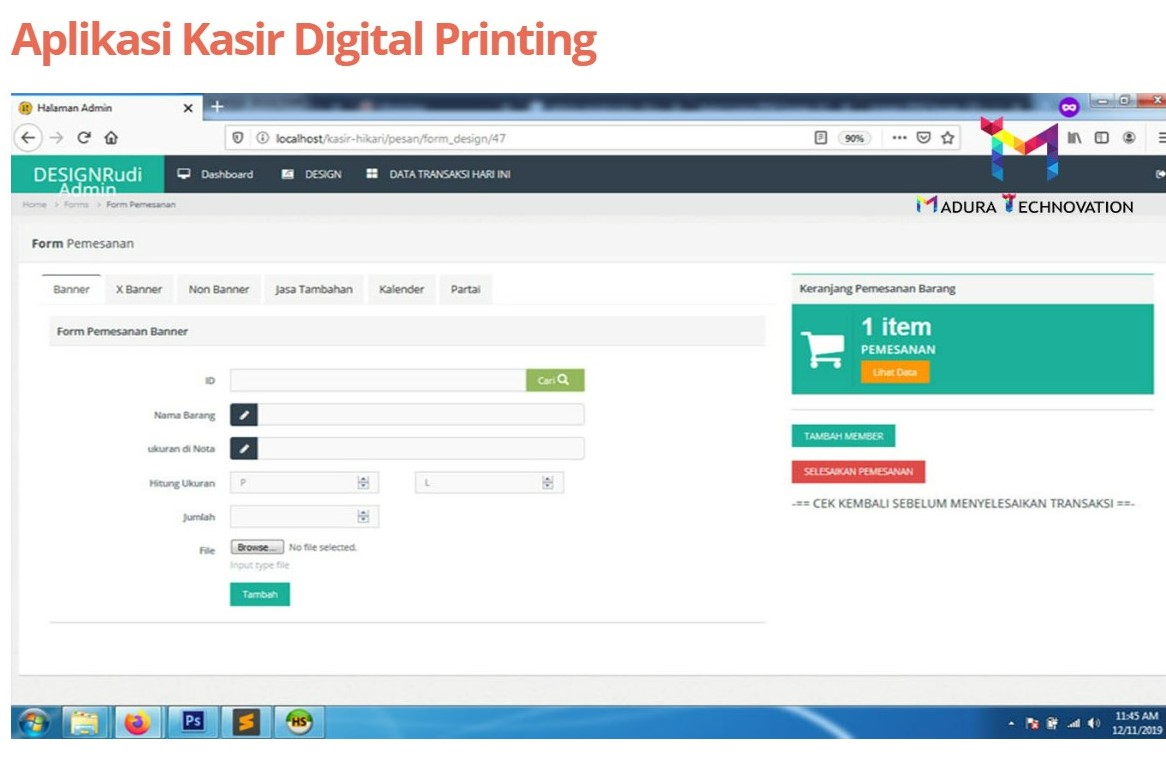 Aplikasi Kasir Digital Printing
Halaman Admin
localhost/kasir-hikari/pesan/form_design/47
90%
DESIGNRudi
Admin
Dashboard
DESIGN
DATA TRANSAKSI HARI INI
Home > Forms > Form Pemesanan
MADURA TECHNOVATION
Form Pemesanan
Banner
X Banner
Non Banner
Jasa Tambahan
Kalender
Partai
Form Pemesanan Banner
ID
Cari
Nama Barang
ukuran di Nota
Hitung Ukuran
P
L
Jumlah
File
Browse...
No file selected.
Input type file
Tambah
Keranjang Pemesanan Barang
1 item
PEMESANAN
Lihat Data
TAMBAH MEMBER
SELESAIKAN PEMESANAN
-== CEK KEMBALI SEBELUM MENYELESAIKAN TRANSAKSI ==-
Ps
HS
11:45 AM
12/11/2019